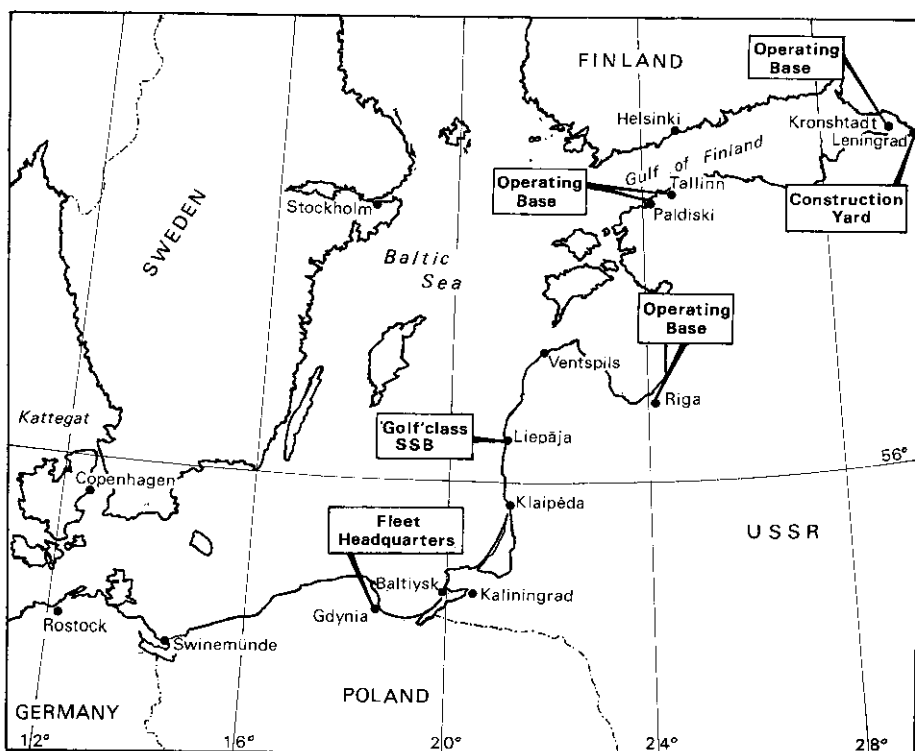 FINLAND
Operating
Base
Helsinki
Kronshtadt
Leningrad
Gulf of Finland
Operating
Base
Tallinn
Paldiski
Construction
Yard
SWEDEN
Stockholm
Baltic
Sea
Operating
Base
Ventspils
Riga
Kattegat
'Golf'class
SSB
Liepāja
56°
Copenhagen
Klaipėda
Fleet
Headquarters
USSR
Baltiysk
Kaliningrad
Gdynia
Rostock
Swinemünde
POLAND
GERMANY
12°
16°
20°
24°
28°